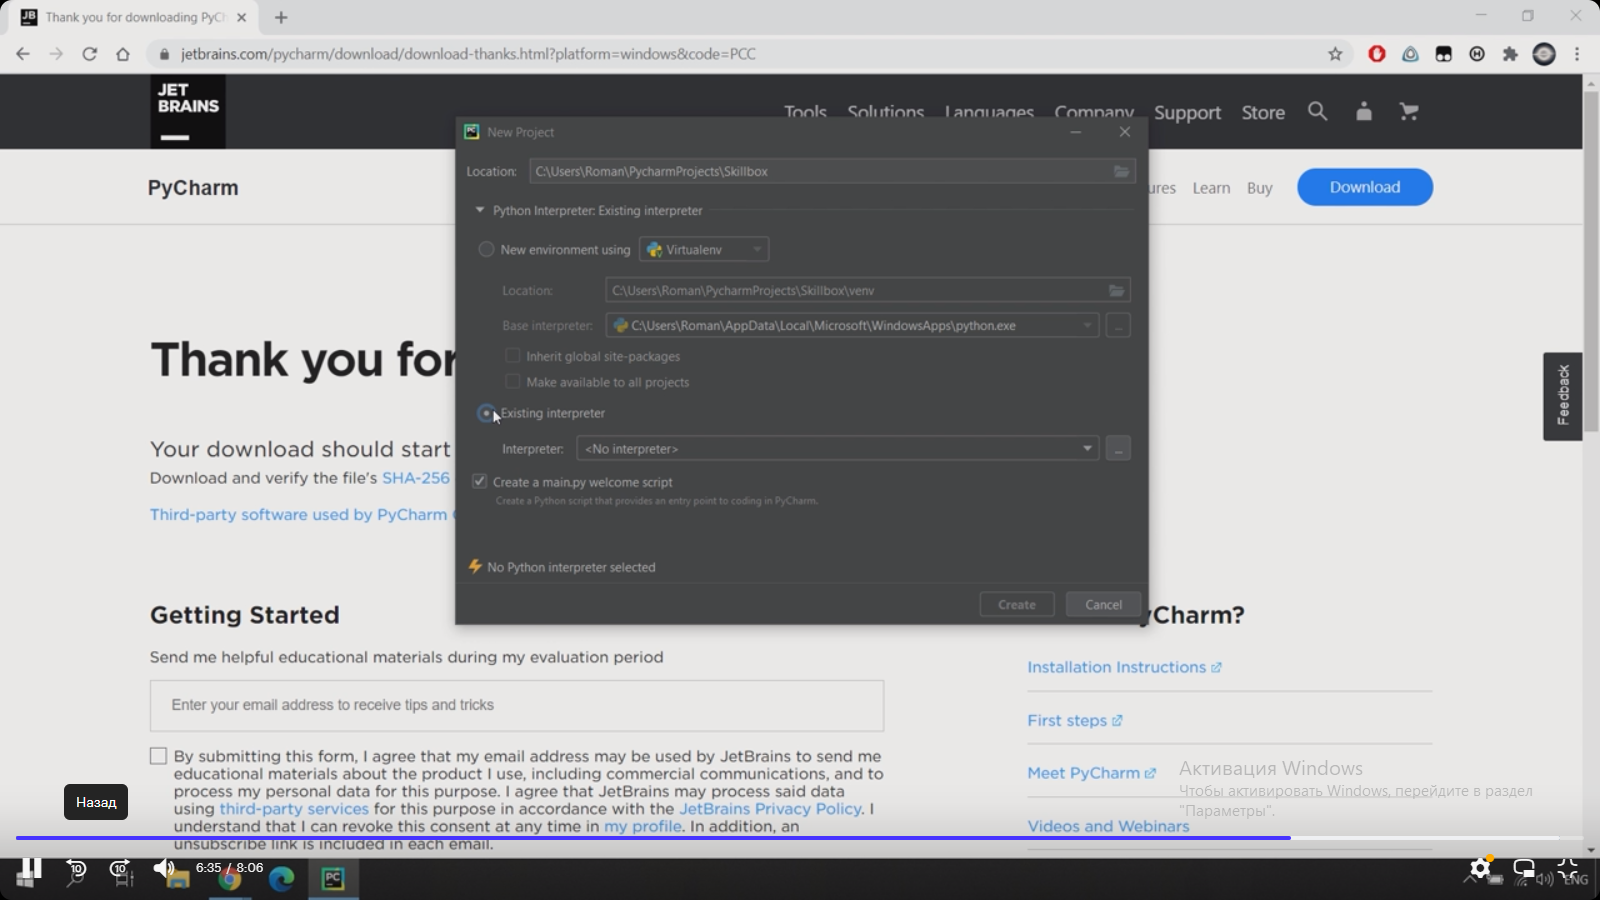 JB Thank you for downloading PyCh
jetbrains.com/pycharm/download/download-thanks.html?platform=windows&code=PCC
JET
BRAINS
Tools Solutions Languages Company Support Store
PyCharm
ures Learn Buy Download
New Project
Location: C:\Users\Roman\PycharmProjects\Skillbox
Python Interpreter: Existing interpreter
New environment using Virtualenv
Location: C:\Users\Roman\PycharmProjects\Skillbox\venv
Base interpreter: C:\Users\Roman\AppData\Local\Microsoft\WindowsApps\python.exe ...
Inherit global site-packages
Make available to all projects
Existing interpreter
Interpreter: <No interpreter> ...
Create a main.py welcome script
Create a Python script that provides an entry point to coding in PyCharm.
No Python interpreter selected
Create Cancel
Thank you for
Your download should start
Download and verify the file's SHA-256
Third-party software used by PyCharm
Feedback
Getting Started
Send me helpful educational materials during my evaluation period
Enter your email address to receive tips and tricks
By submitting this form, I agree that my email address may be used by JetBrains to send me
educational materials about the product I use, including commercial communications, and to
process my personal data for this purpose. I agree that JetBrains may process said data
using third-party services for this purpose in accordance with the JetBrains Privacy Policy. I
understand that I can revoke this consent at any time in my profile. In addition, an
unsubscribe link is included in each email.
yCharm?
Installation Instructions
First steps
Meet PyCharm
Videos and Webinars
Активация Windows
Чтобы активировать Windows, перейдите в раздел
"Параметры".
Назад
10 10 6:35 / 8:06
PC
ENG